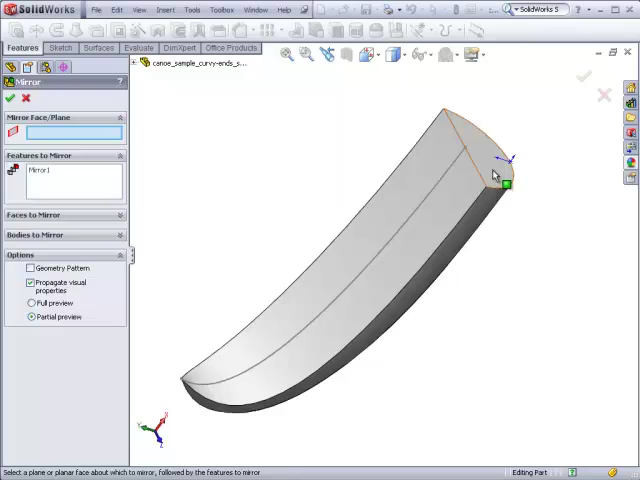 SolidWorks
File Edit View Insert Tools Toolbox Window Help
SolidWorks S
Features Sketch Surfaces Evaluate DimXpert Office Products
canoe_sample_curvy-ends_s...
Mirror ?
Mirror Face/Plane
Features to Mirror
Mirror1
Faces to Mirror
Bodies to Mirror
Options
Geometry Pattern
Propagate visual
properties
Full preview
Partial preview
X
Y
Z
Select a plane or planar face about which to mirror, followed by the features to mirror
Editing Part ?